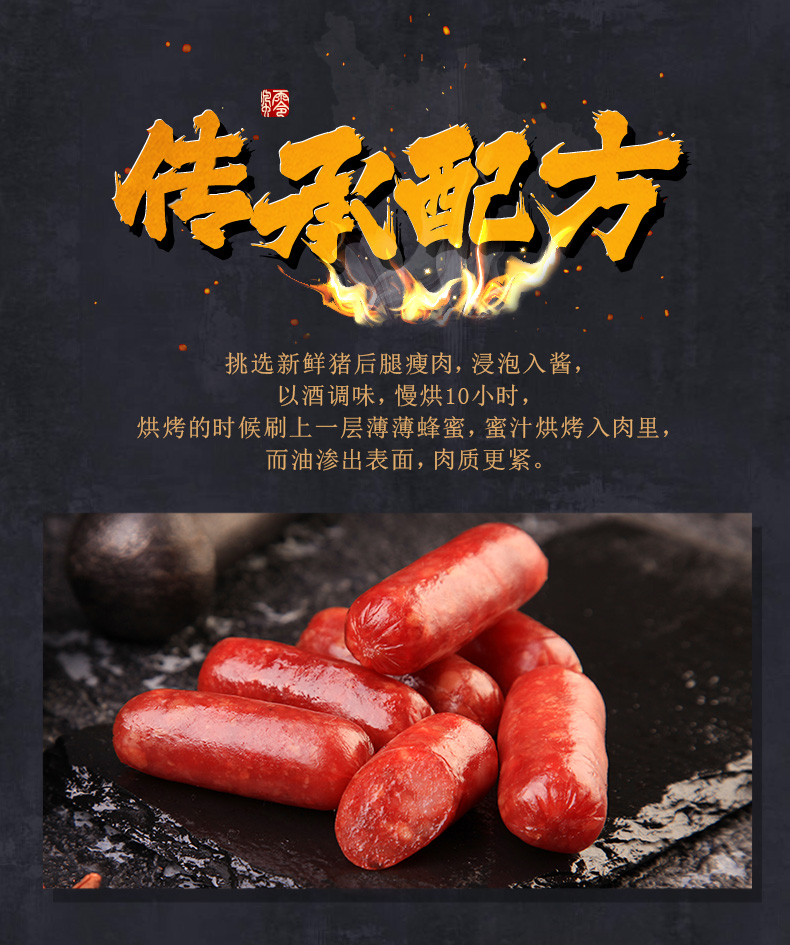 传承配方
挑选新鲜猪后腿瘦肉，浸泡入酱，
以酒调味，慢烘10小时，
烘烤的时候刷上一层薄薄蜂蜜，蜜汁烘烤入肉里，
而油渗出表面，肉质更紧。